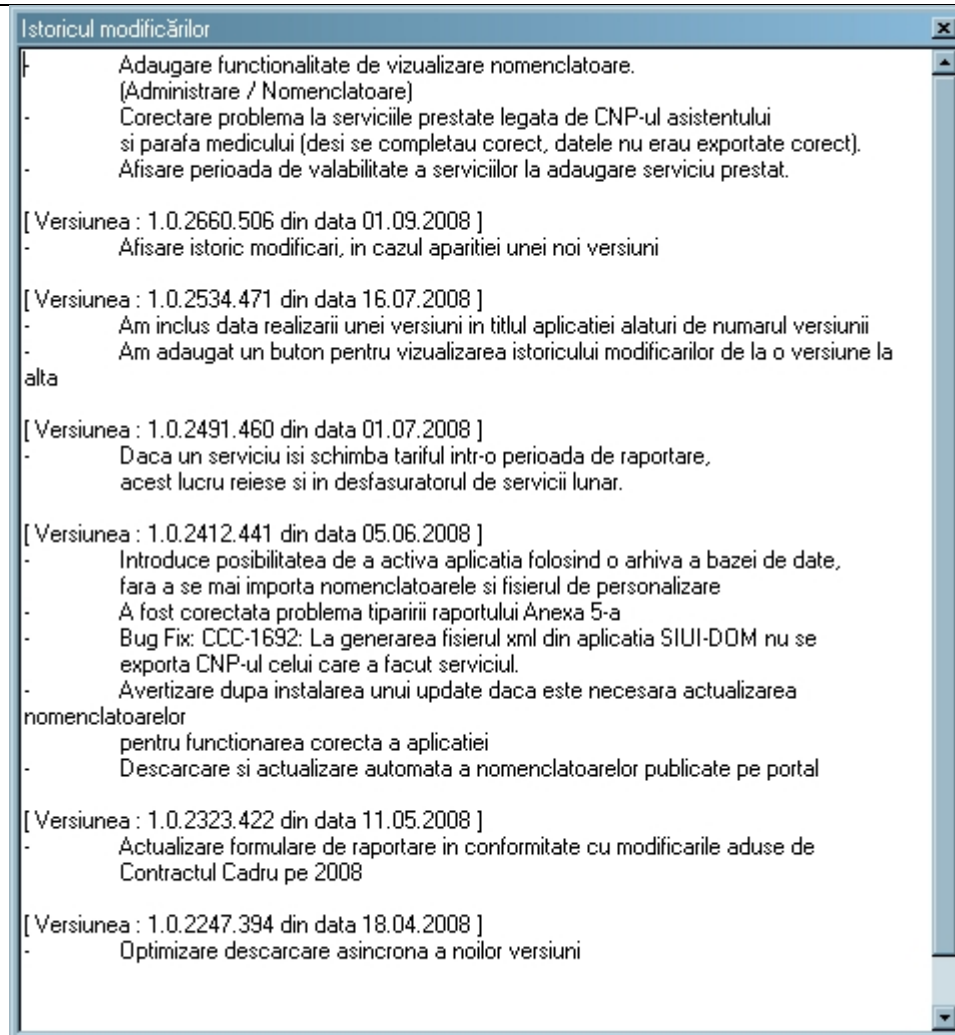 Istoricul modificărilor
- Adaugare functionalitate de vizualizare nomenclatoare.
(Administrare / Nomenclatoare)
- Corectare problema la serviciile prestate legata de CNP-ul asistentului
si parafa medicului (desi se completau corect, datele nu erau exportate corect).
- Afisare perioada de valabilitate a serviciilor la adaugare serviciu prestat.
[ Versiunea : 1.0.2660.506 din data 01.09.2008 ]
- Afisare istoric modificari, in cazul aparitiei unei noi versiuni
[ Versiunea : 1.0.2534.471 din data 16.07.2008 ]
- Am inclus data realizarii unei versiuni in titlul aplicatiei alaturi de numarul versiunii
- Am adaugat un buton pentru vizualizarea istoricului modificarilor de la o versiune la
alta
[ Versiunea : 1.0.2491.460 din data 01.07.2008 ]
- Daca un serviciu isi schimba tariful intr-o perioada de raportare,
acest lucru reiese si in desfasuratorul de servicii lunar.
[ Versiunea : 1.0.2412.441 din data 05.06.2008 ]
- Introduce posibilitatea de a activa aplicatia folosind o arhiva a bazei de date,
fara a se mai importa nomenclatoarele si fisierul de personalizare
- A fost corectata problema tiparirii raportului Anexa 5-a
- Bug Fix: CCC-1692: La generarea fisierul xml din aplicatia SIUI-DOM nu se
exporta CNP-ul celui care a facut serviciul.
- Avertizare dupa instalarea unui update daca este necesara actualizarea
nomenclatoarelor
pentru functionarea corecta a aplicatiei
- Descarcare si actualizare automata a nomenclatoarelor publicate pe portal
[ Versiunea : 1.0.2323.422 din data 11.05.2008 ]
- Actualizare formulare de raportare in conformitate cu modificarile aduse de
Contractul Cadru pe 2008
[ Versiunea : 1.0.2247.394 din data 18.04.2008 ]
- Optimizare descarcare asincrona a noilor versiuni